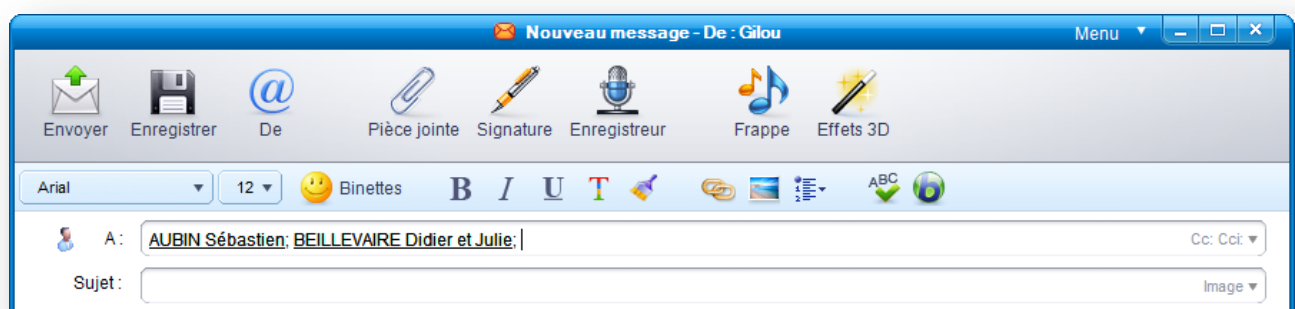 Nouveau message - De : Gilou
Menu
Envoyer Enregistrer De Pièce jointe Signature Enregistreur Frappe Effets 3D
Arial 12 Binettes B I U T ABC b
A : AUBIN Sébastien; BEILLEVAIRE Didier et Julie; Cc: Cci:
Sujet : Image